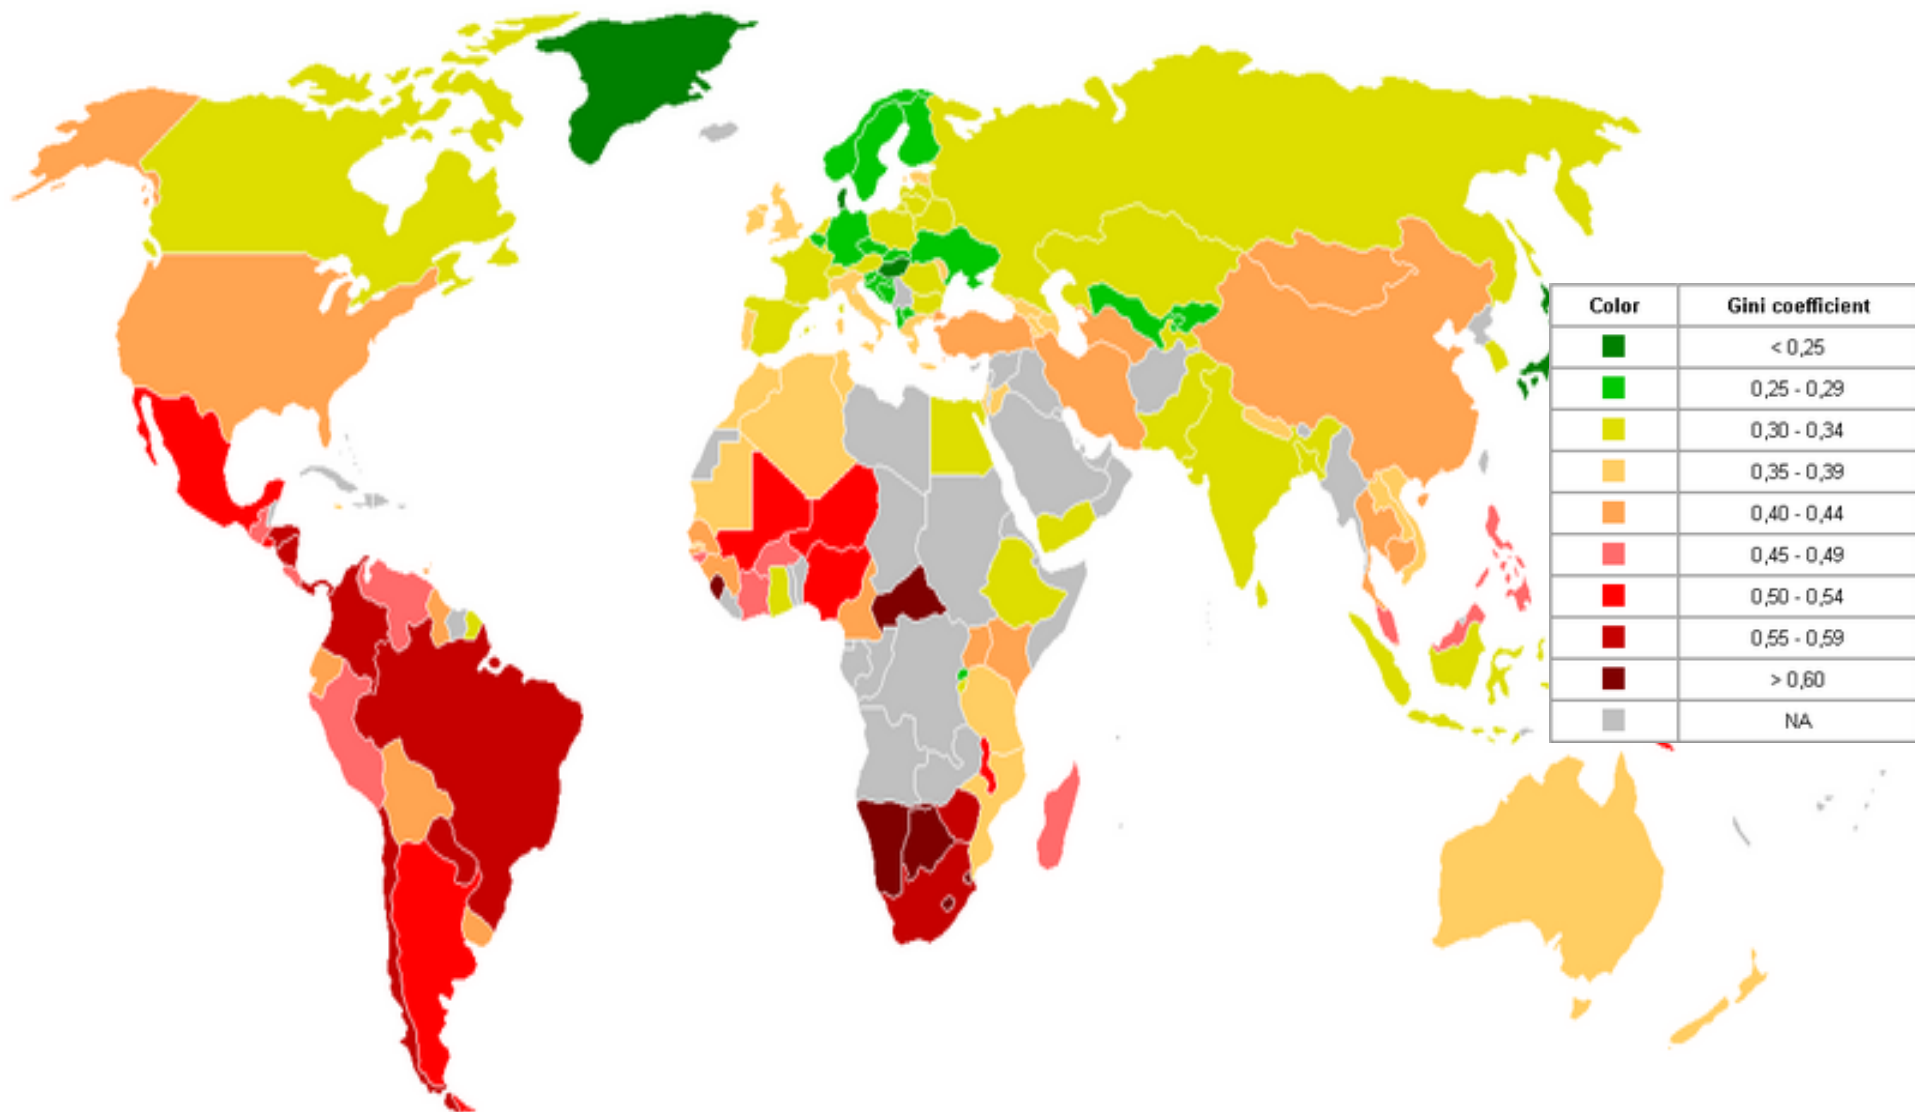 Color Gini coefficient
< 0,25
0,25 - 0,29
0,30 - 0,34
0,35 - 0,39
0,40 - 0,44
0,45 - 0,49
0,50 - 0,54
0,55 - 0,59
> 0,60
NA